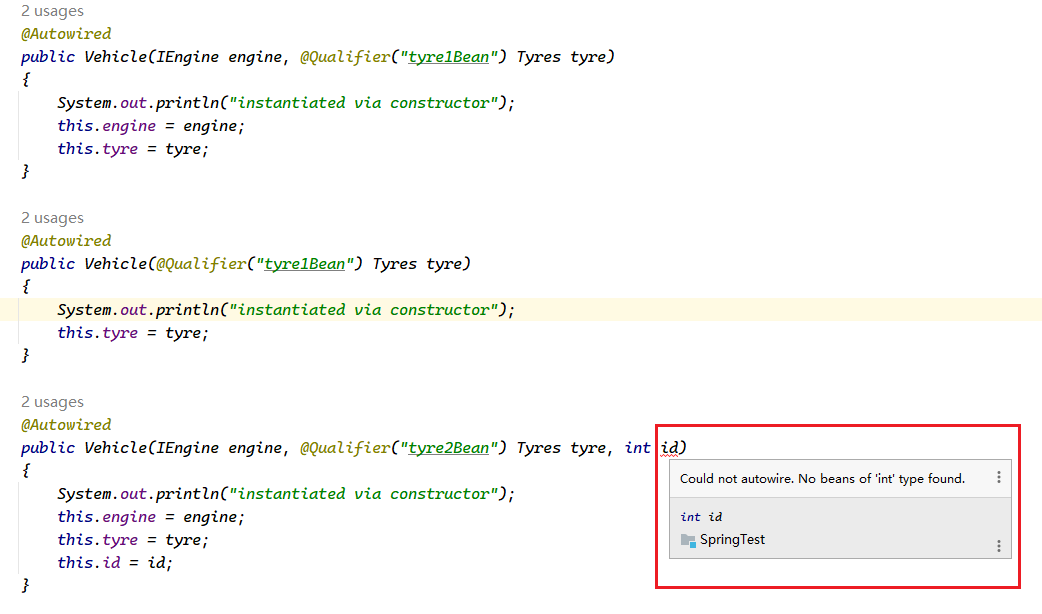 2 usages
@Autowired
public Vehicle(IEngine engine, @Qualifier("tyre1Bean") Tyres tyre)
{
    System.out.println("instantiated via constructor");
    this.engine = engine;
    this.tyre = tyre;
}
2 usages
@Autowired
public Vehicle(@Qualifier("tyre1Bean") Tyres tyre)
{
    System.out.println("instantiated via constructor");
    this.tyre = tyre;
}
2 usages
@Autowired
public Vehicle(IEngine engine, @Qualifier("tyre2Bean") Tyres tyre, int id)
{
Could not autowire. No beans of 'int' type found.
    System.out.println("instantiated via constructor");
    this.engine = engine;
int id
    this.tyre = tyre;
SpringTest
    this.id = id;
}